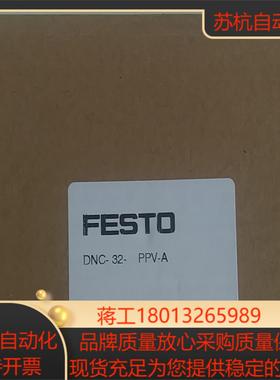 苏杭自动
FESTO
DNC- 32- PPV-A
蒋工18013265989
自动化
开票
品牌质量放心采购质量保
现货充足为您提供稳定的